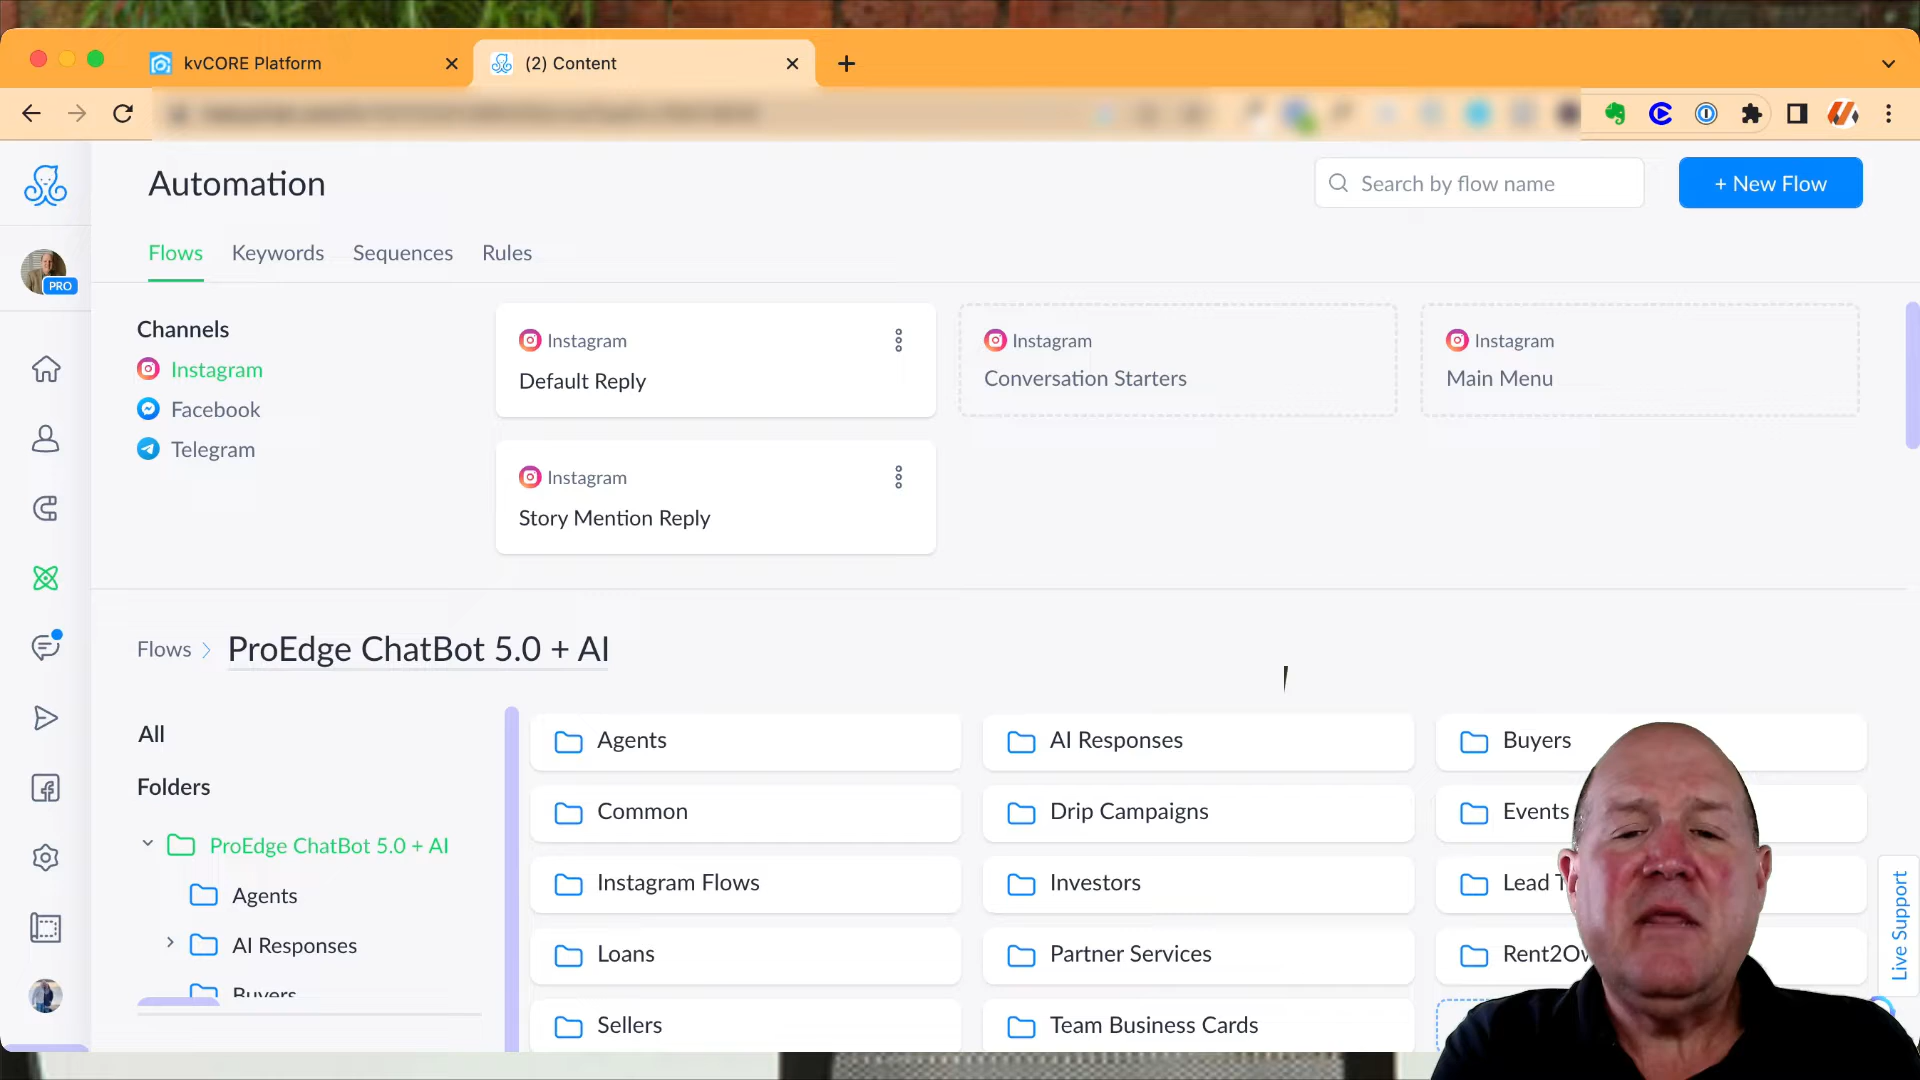 kvCORE Platform
(2) Content
Automation
Search by flow name
+ New Flow
PRO
Flows
Keywords
Sequences
Rules
Channels
Instagram
Facebook
Telegram
Instagram
Default Reply
Instagram
Conversation Starters
Instagram
Main Menu
Instagram
Story Mention Reply
Flows
ProEdge ChatBot 5.0 + AI
All
Folders
ProEdge ChatBot 5.0 + AI
Agents
AI Responses
Buyers
Agents
AI Responses
Buyers
Common
Drip Campaigns
Events
Instagram Flows
Investors
Lead
Loans
Partner Services
Sellers
Team Business Cards
Live Support